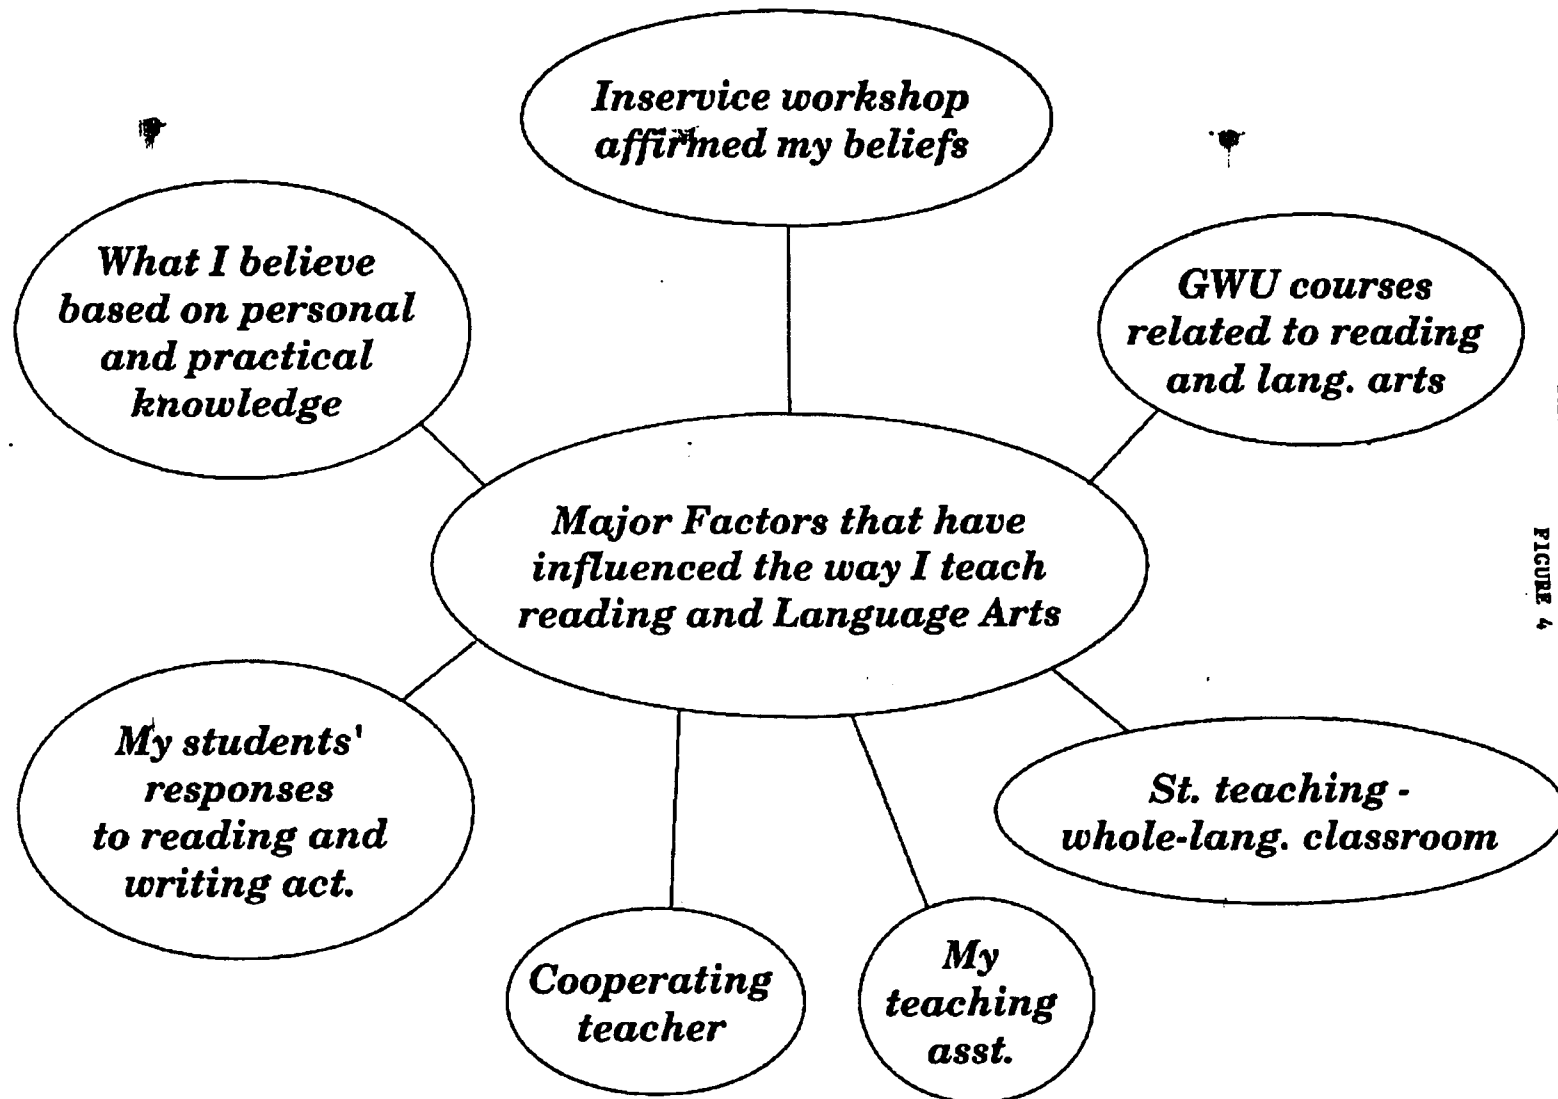 Inservice workshop
affirmed my beliefs
What I believe
based on personal
and practical
knowledge
GWU courses
related to reading
and lang. arts
Major Factors that have
influenced the way I teach
reading and Language Arts
FIGURE 4
My students'
responses
to reading and
writing act.
St. teaching -
whole-lang. classroom
Cooperating
teacher
My
teaching
asst.